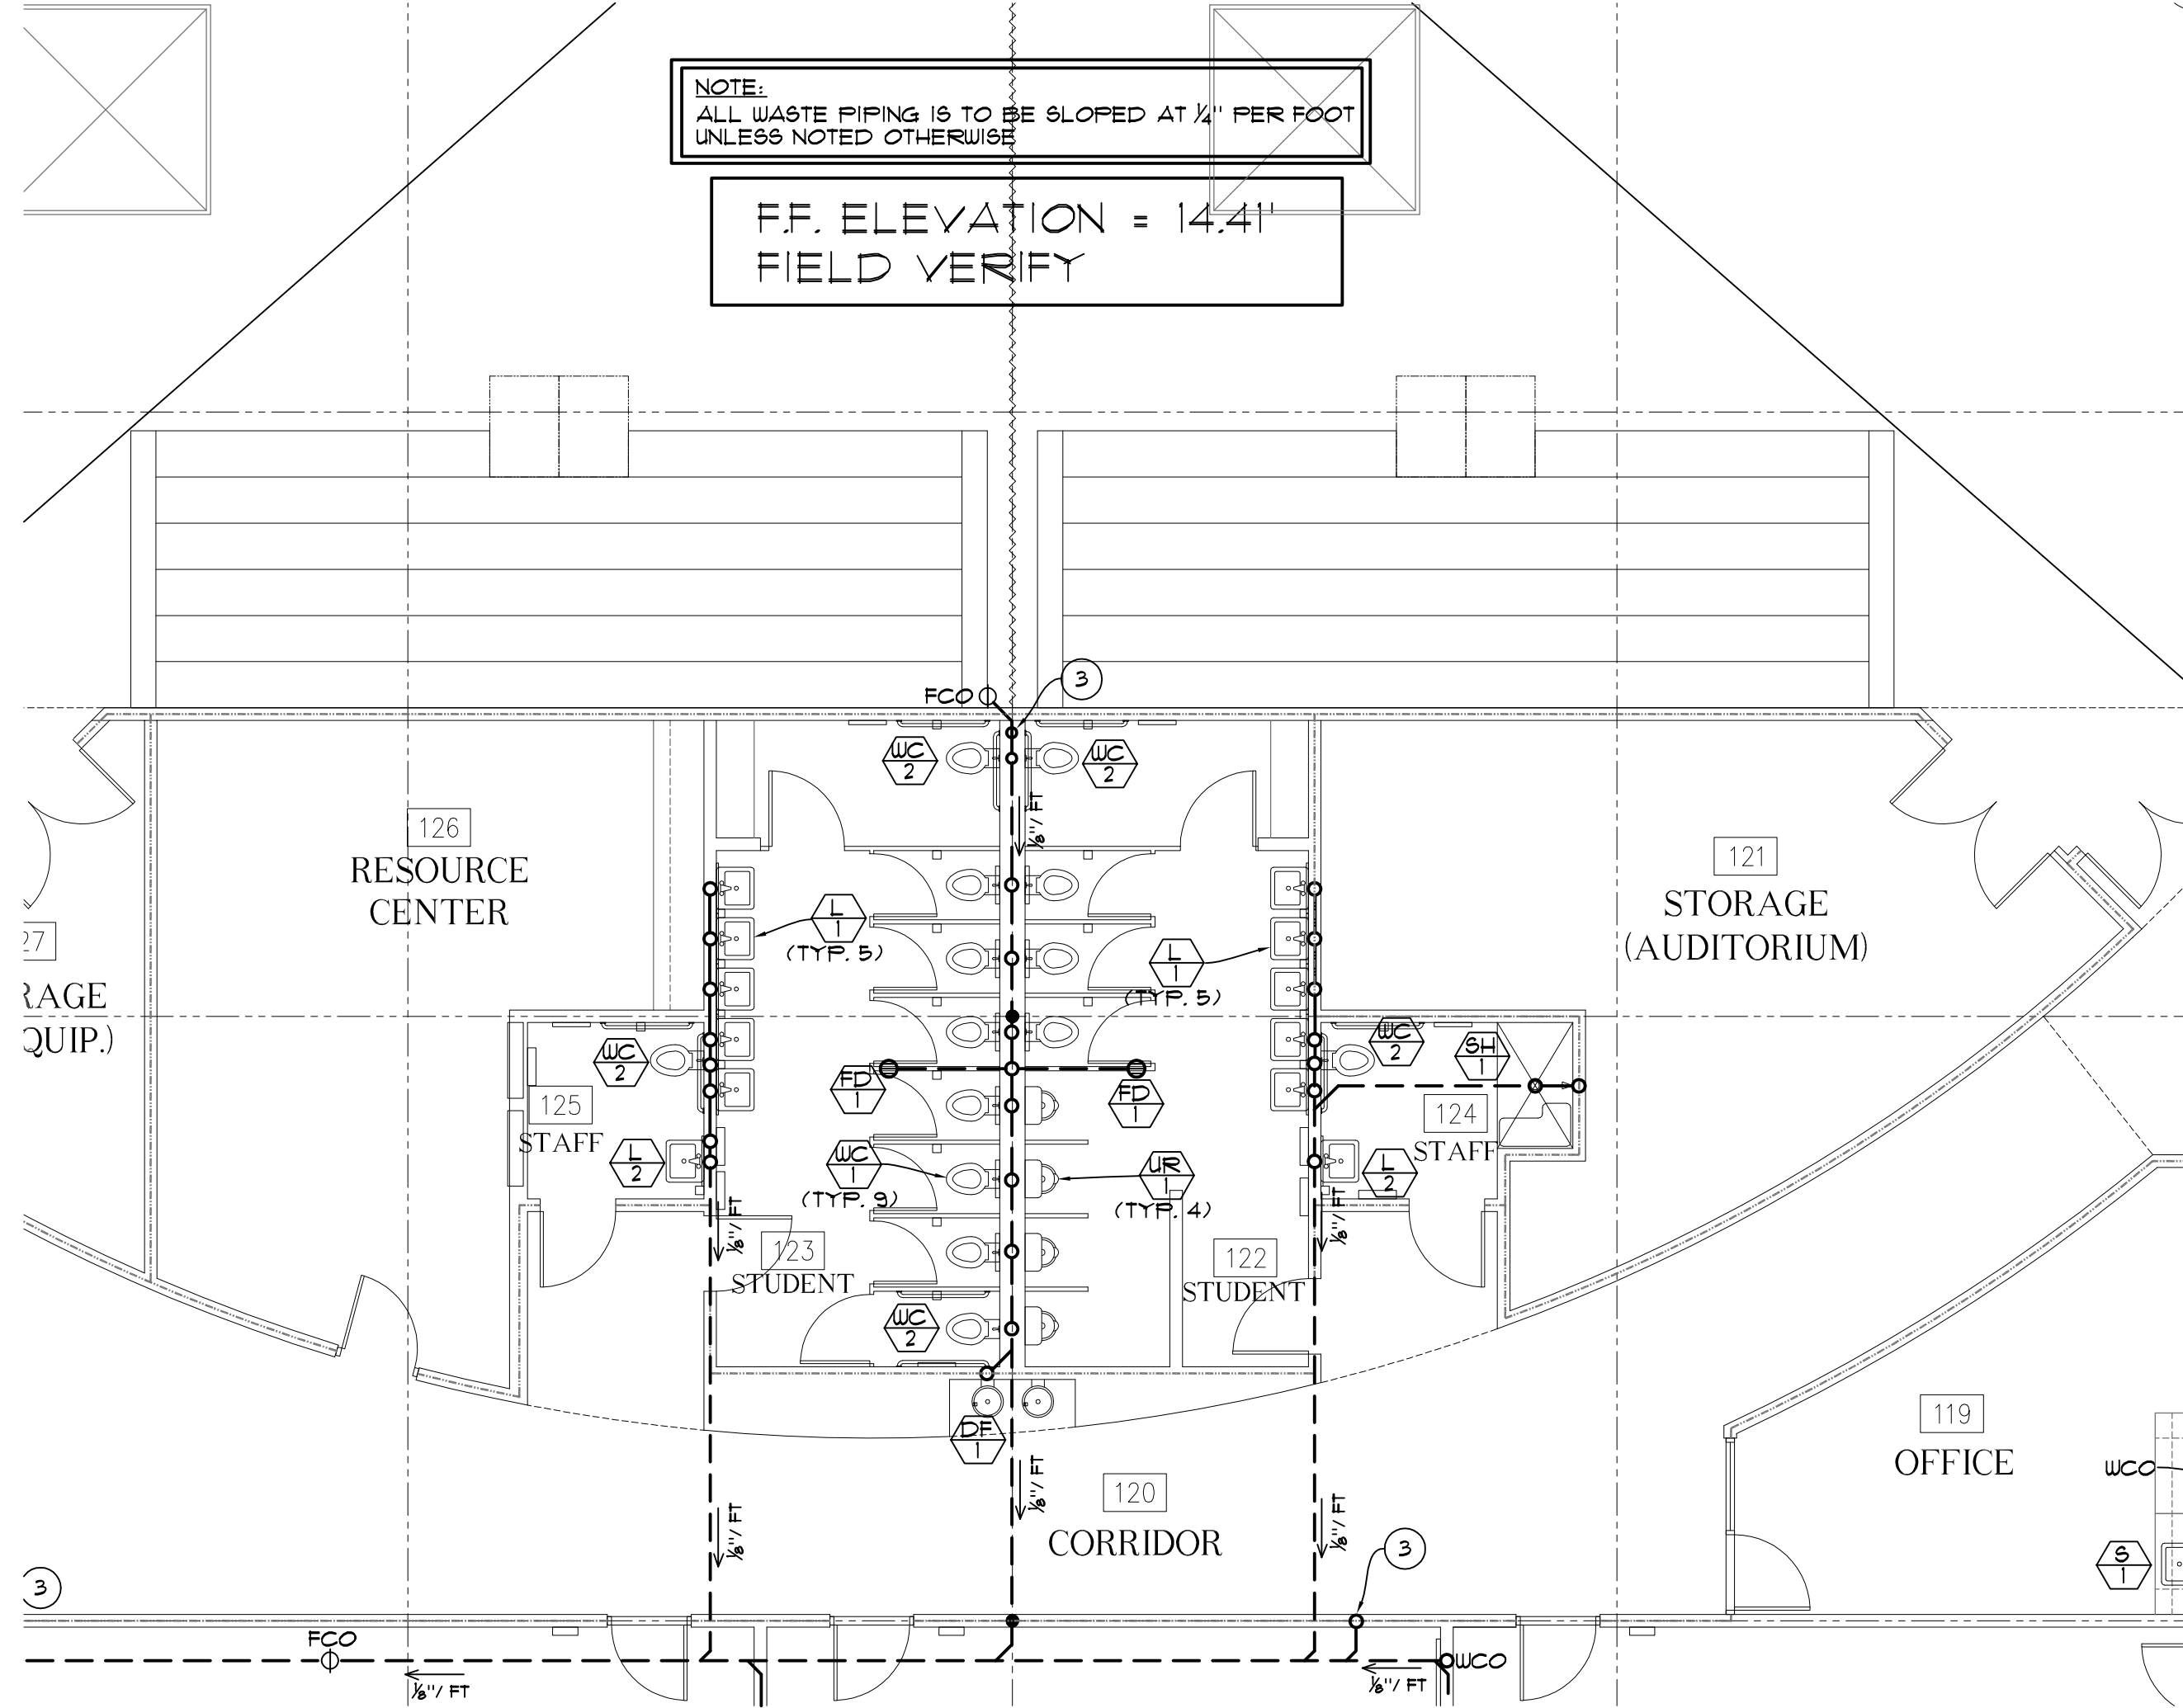 NOTE:
ALL WASTE PIPING IS TO BE SLOPED AT 1/4" PER FOOT
UNLESS NOTED OTHERWISE
F.F. ELEVATION = 14.41'
FIELD VERIFY
FCO
3
WC
2
WC
2
1/8"/ FT
126
RESOURCE
CENTER
121
STORAGE
(AUDITORIUM)
L
1
(TYP. 5)
L
1
(TYP. 5)
27
RAGE
QUIP.)
WC
2
WC
2
SH
1
FD
1
FD
1
125
STAFF
124
STAFF
L
2
WC
1
(TYP. 9)
UR
1
(TYP. 4)
L
2
1/8"/ FT
1/8"/ FT
123
STUDENT
122
STUDENT
WC
2
DF
1
119
OFFICE
WCO
120
CORRIDOR
1/8"/ FT
1/8"/ FT
1/8"/ FT
3
S
1
3
FCO
WCO
1/8"/ FT
1/8"/ FT